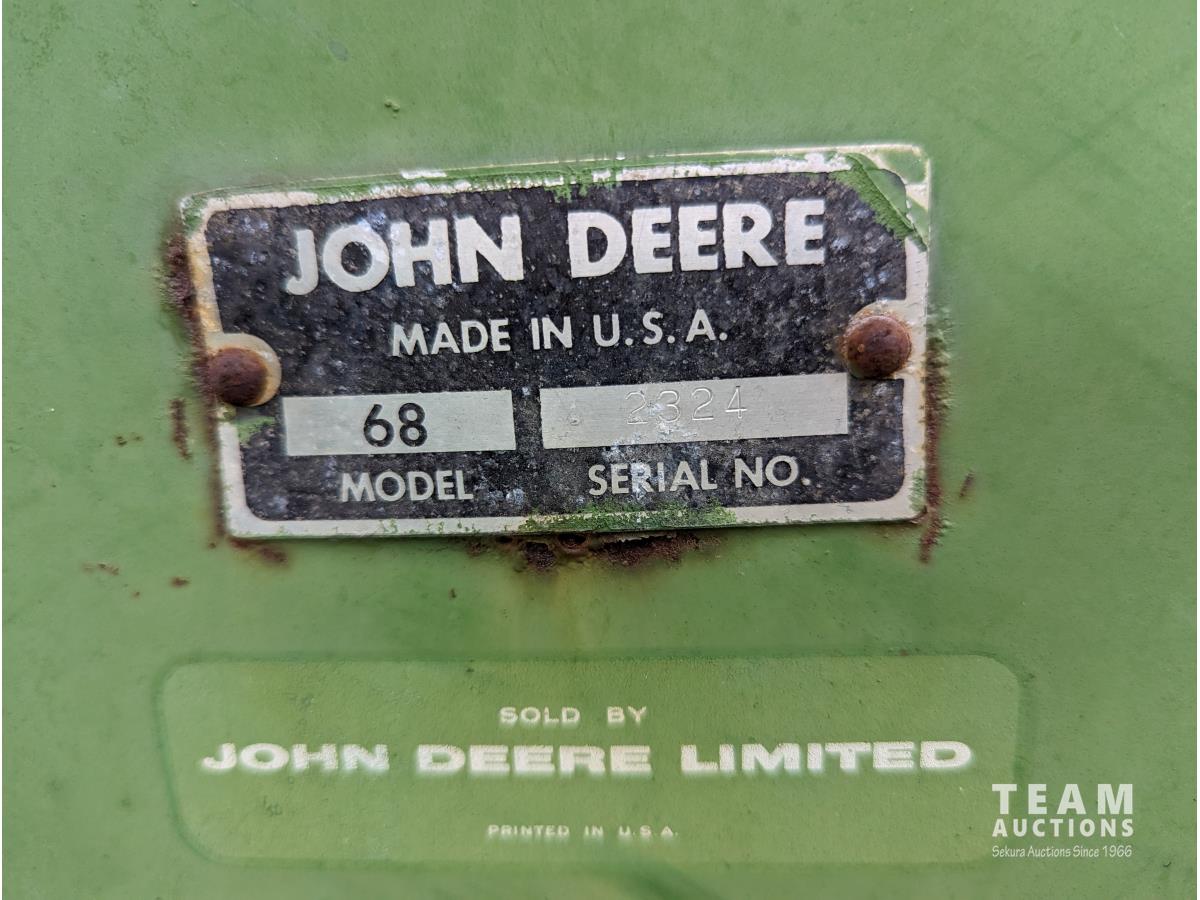 JOHN DEERE
MADE IN U.S.A.
68 2324
MODEL SERIAL NO.
SOLD BY
JOHN DEERE LIMITED
PRINTED IN U.S.A.
TEAM
AUCTIONS
Sekura Auctions Since 1966